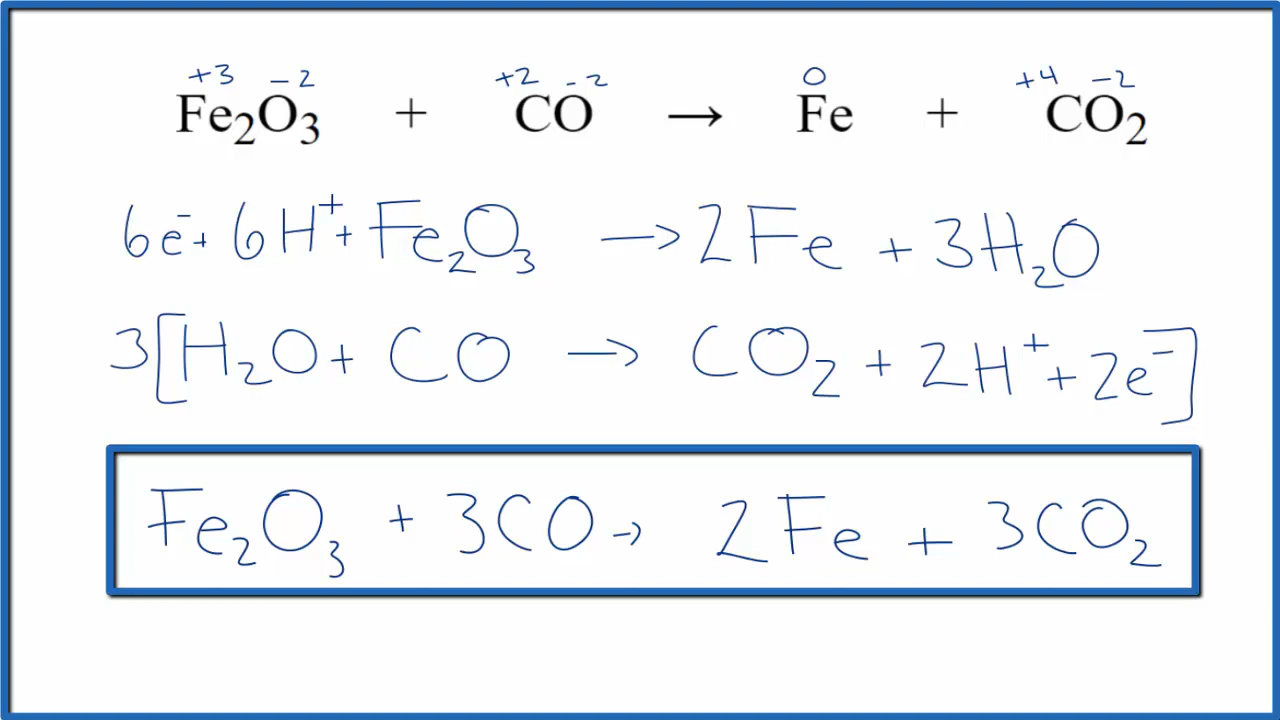 +3 -2 +2 -2 0 +4 -2
Fe₂O₃ + CO → Fe + CO₂
6e⁻ + 6H⁺ + Fe₂O₃ → 2Fe + 3H₂O
3[H₂O + CO → CO₂ + 2H⁺ + 2e⁻]
Fe₂O₃ + 3CO → 2Fe + 3CO₂